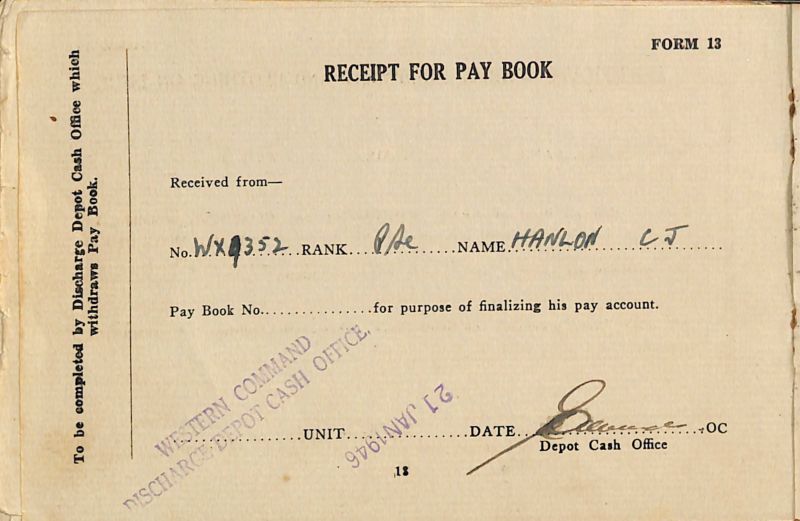 FORM 13
RECEIPT FOR PAY BOOK
To be completed by Discharge Depot Cash Office which
withdraws Pay Book.
Received from—
No. WX9352 RANK Pte NAME HANLON C J
Pay Book No. for purpose of finalizing his pay account.
WESTERN COMMAND
DISCHARGE DEPOT CASH OFFICE.
21 JAN 1946
UNIT DATE OC
Depot Cash Office
13